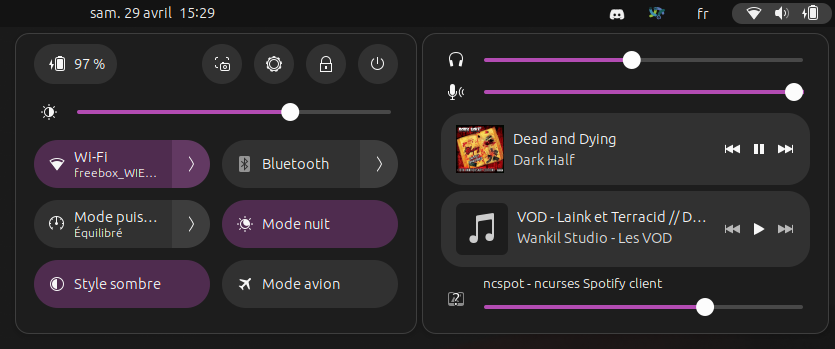 sam. 29 avril 15:29
fr
97 %
Wi-Fi
freebox_WIE…
Bluetooth
Mode puis…
Équilibré
Mode nuit
Style sombre
Mode avion
Dead and Dying
Dark Half
VOD - Laink et Terracid // D…
Wankil Studio - Les VOD
ncspot - ncurses Spotify client